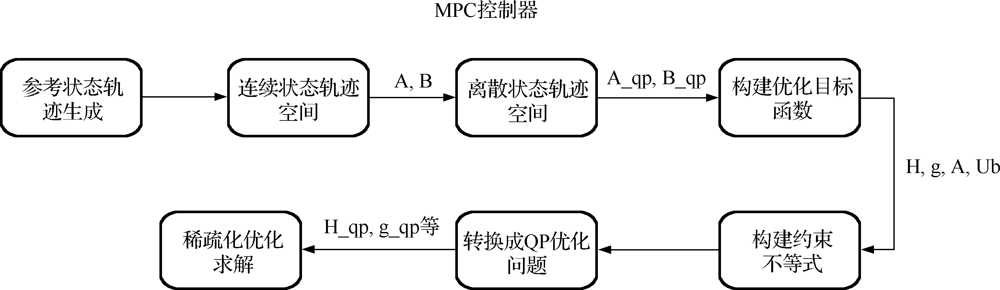 MPC控制器
参考状态轨
迹生成
连续状态轨迹
空间
A, B
离散状态轨迹
空间
A_qp, B_qp
构建优化目标
函数
H, g, A, Ub
构建约束
不等式
转换成QP优化
问题
H_qp, g_qp等
稀疏化优化
求解